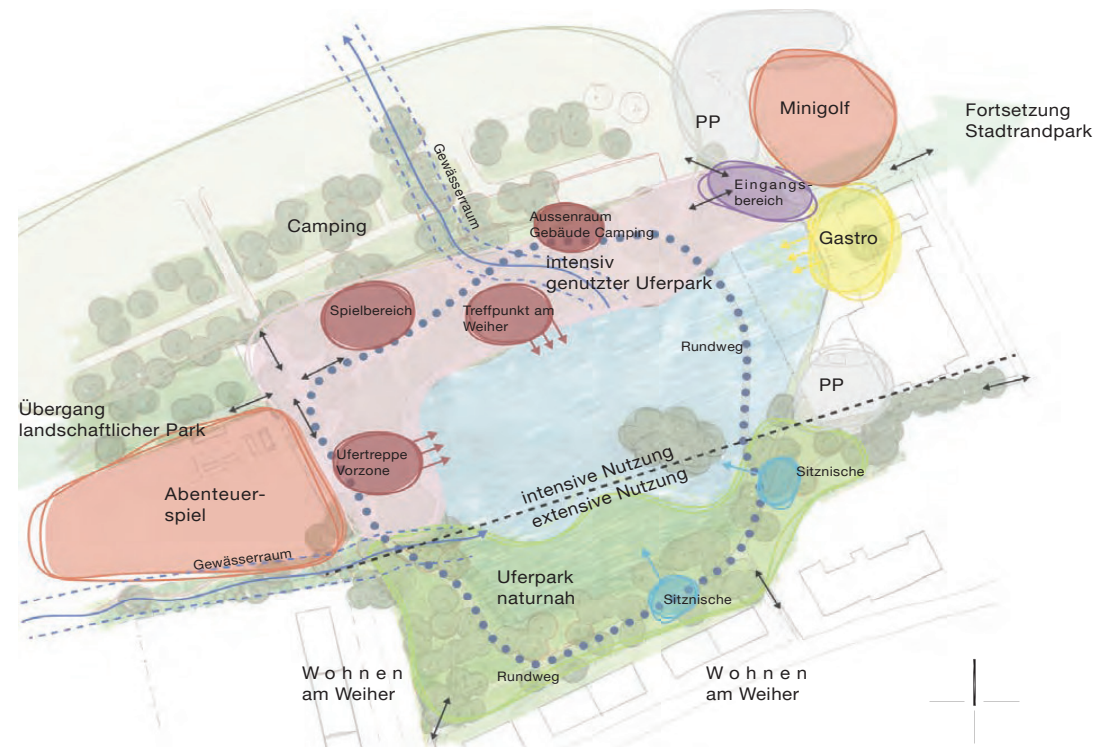 Minigolf
PP
Fortsetzung
Stadtrandpark
Gewässerraum
Eingangs-
bereich
Camping
Aussenraum
Gebäude Camping
Gastro
intensiv
genutzter Uferpark
Spielbereich
Treffpunkt am
Weiher
Rundweg
PP
Übergang
landschaftlicher Park
Ufertreppe
Vorzone
intensive Nutzung
extensive Nutzung
Sitznische
Abenteuer-
spiel
Gewässerraum
Uferpark
naturnah
Sitznische
Wohnen
am Weiher
Rundweg
Wohnen
am Weiher